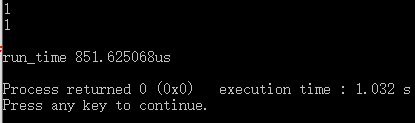 1
1
run_time 851.625068us
Process returned 0 (0x0)   execution time : 1.032 s
Press any key to continue.